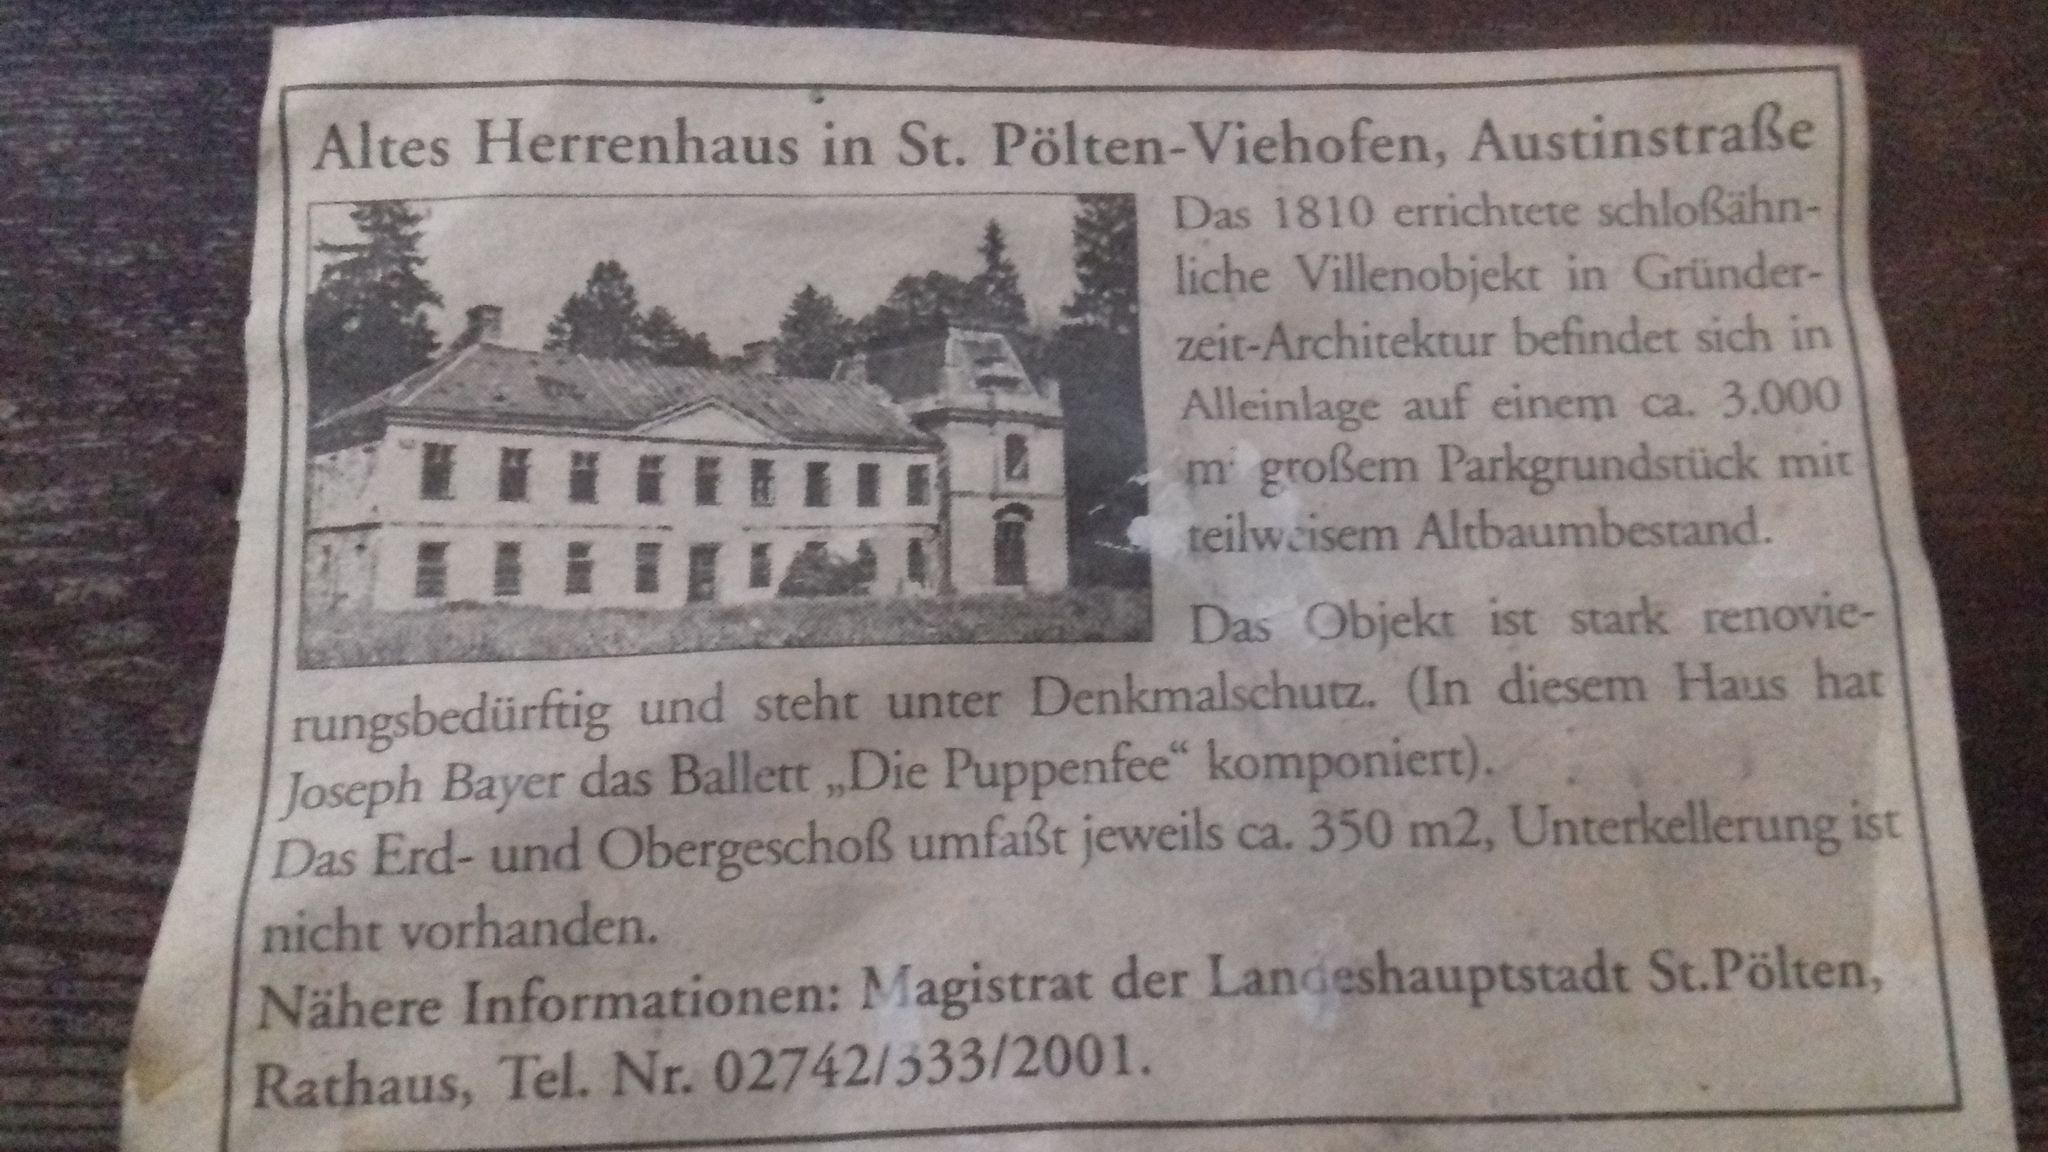 Altes Herrenhaus in St. Pölten-Viehofen, Austinstraße
Das 1810 errichtete schloßähn-
liche Villenobjekt in Gründer-
zeit-Architektur befindet sich in
Alleinlage auf einem ca. 3.000
m² großem Parkgrundstück mit
teilweisem Altbaumbestand.
Das Objekt ist stark renovie-
rungsbedürftig und steht unter Denkmalschutz. (In diesem Haus hat
Joseph Bayer das Ballett „Die Puppenfee“ komponiert).
Das Erd- und Obergeschoß umfaßt jeweils ca. 350 m2, Unterkellerung ist
nicht vorhanden.
Nähere Informationen: Magistrat der Landeshauptstadt St.Pölten,
Rathaus, Tel. Nr. 02742/333/2001.